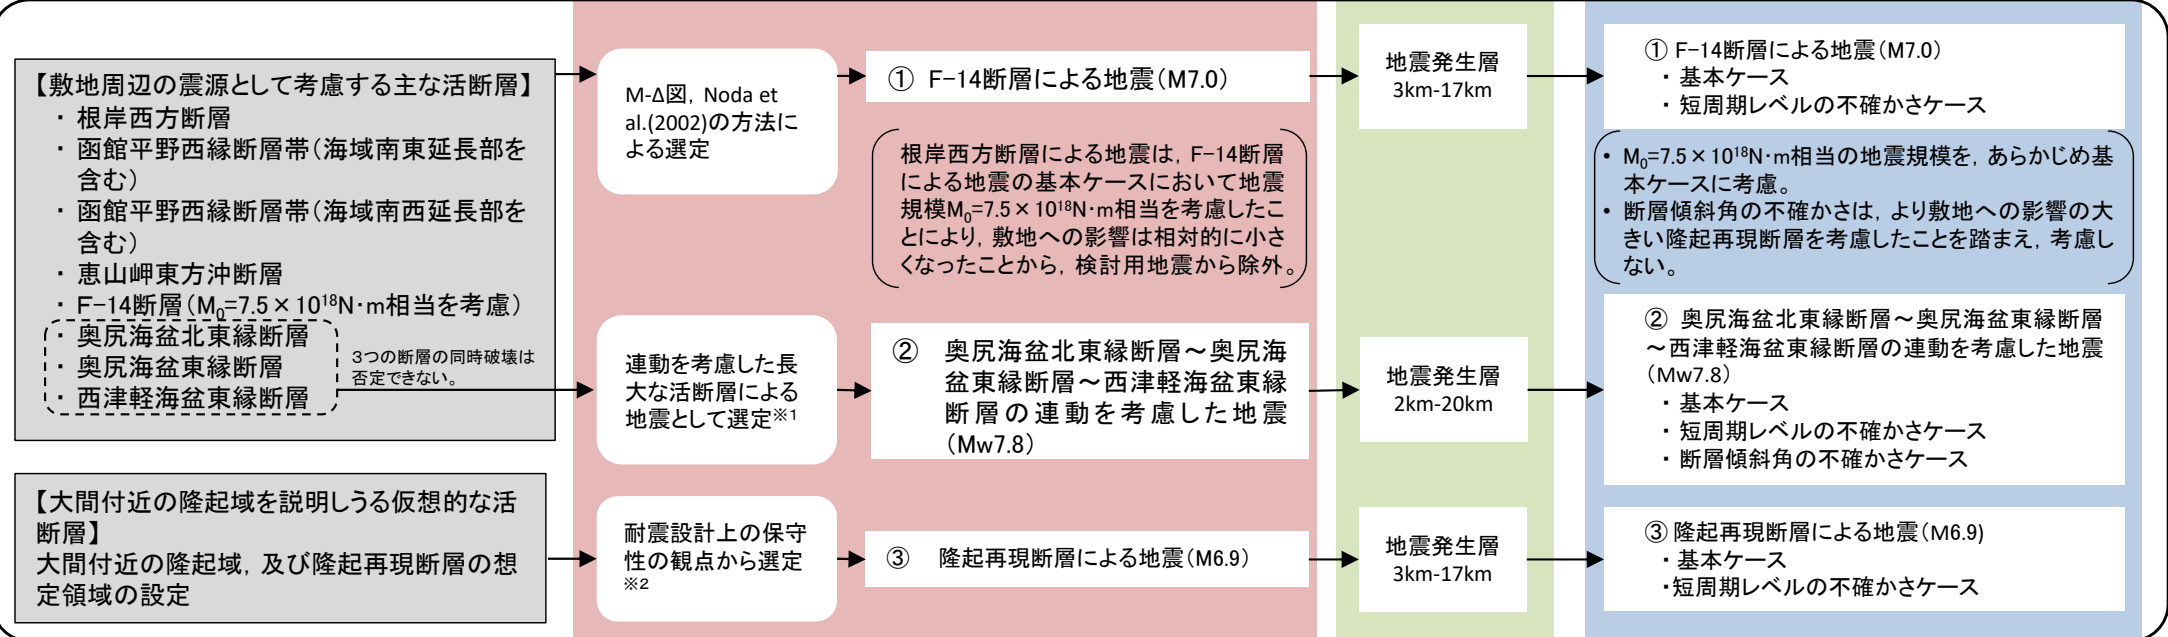 【敷地周辺の震源として考慮する主な活断層】
・ 根岸西方断層
・ 函館平野西縁断層帯(海域南東延長部を
含む)
・ 函館平野西縁断層帯(海域南西延長部を
含む)
・ 恵山岬東方沖断層
・ F-14断層(M0=7.5×10¹⁸N・m相当を考慮)
・ 奥尻海盆北東縁断層
・ 奥尻海盆東縁断層
・ 西津軽海盆東縁断層
3つの断層の同時破壊は
否定できない。
M-Δ図, Noda et
al.(2002)の方法に
よる選定
① F-14断層による地震(M7.0)
根岸西方断層による地震は, F-14断層
による地震の基本ケースにおいて地震
規模M0=7.5×10¹⁸N・m相当を考慮したこ
とにより, 敷地への影響は相対的に小さ
くなったことから, 検討用地震から除外。
地震発生層
3km-17km
① F-14断層による地震(M7.0)
・ 基本ケース
・ 短周期レベルの不確かさケース
• M0=7.5×10¹⁸N・m相当の地震規模を, あらかじめ基
本ケースに考慮。
• 断層傾斜角の不確かさは, より敷地への影響の大
きい隆起再現断層を考慮したことを踏まえ, 考慮し
ない。
連動を考慮した長
大な活断層による
地震として選定※1
② 奥尻海盆北東縁断層～奥尻海
盆東縁断層～西津軽海盆東縁
断層の連動を考慮した地震
(Mw7.8)
地震発生層
2km-20km
② 奥尻海盆北東縁断層～奥尻海盆東縁断層
～西津軽海盆東縁断層の連動を考慮した地震
(Mw7.8)
・ 基本ケース
・ 短周期レベルの不確かさケース
・ 断層傾斜角の不確かさケース
【大間付近の隆起域を説明しうる仮想的な活
断層】
大間付近の隆起域, 及び隆起再現断層の想
定領域の設定
耐震設計上の保守
性の観点から選定
※2
③ 隆起再現断層による地震(M6.9)
地震発生層
3km-17km
③ 隆起再現断層による地震(M6.9)
・ 基本ケース
・短周期レベルの不確かさケース